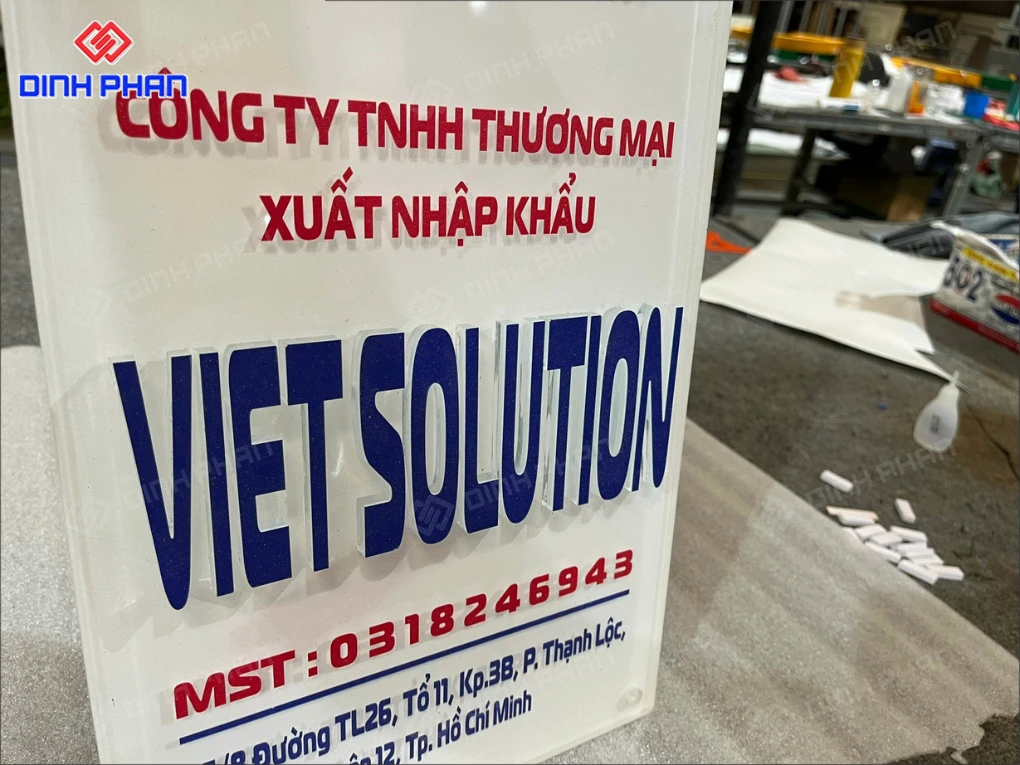 DINH PHAN
CÔNG TY TNHH THƯƠNG MẠI
XUẤT NHẬP KHẨU
VIET SOLUTION
MST : 0318246943
Đường TL26, Tổ 11, Kp.3B, P. Thạnh Lộc,
12, Tp. Hồ Chí Minh
502